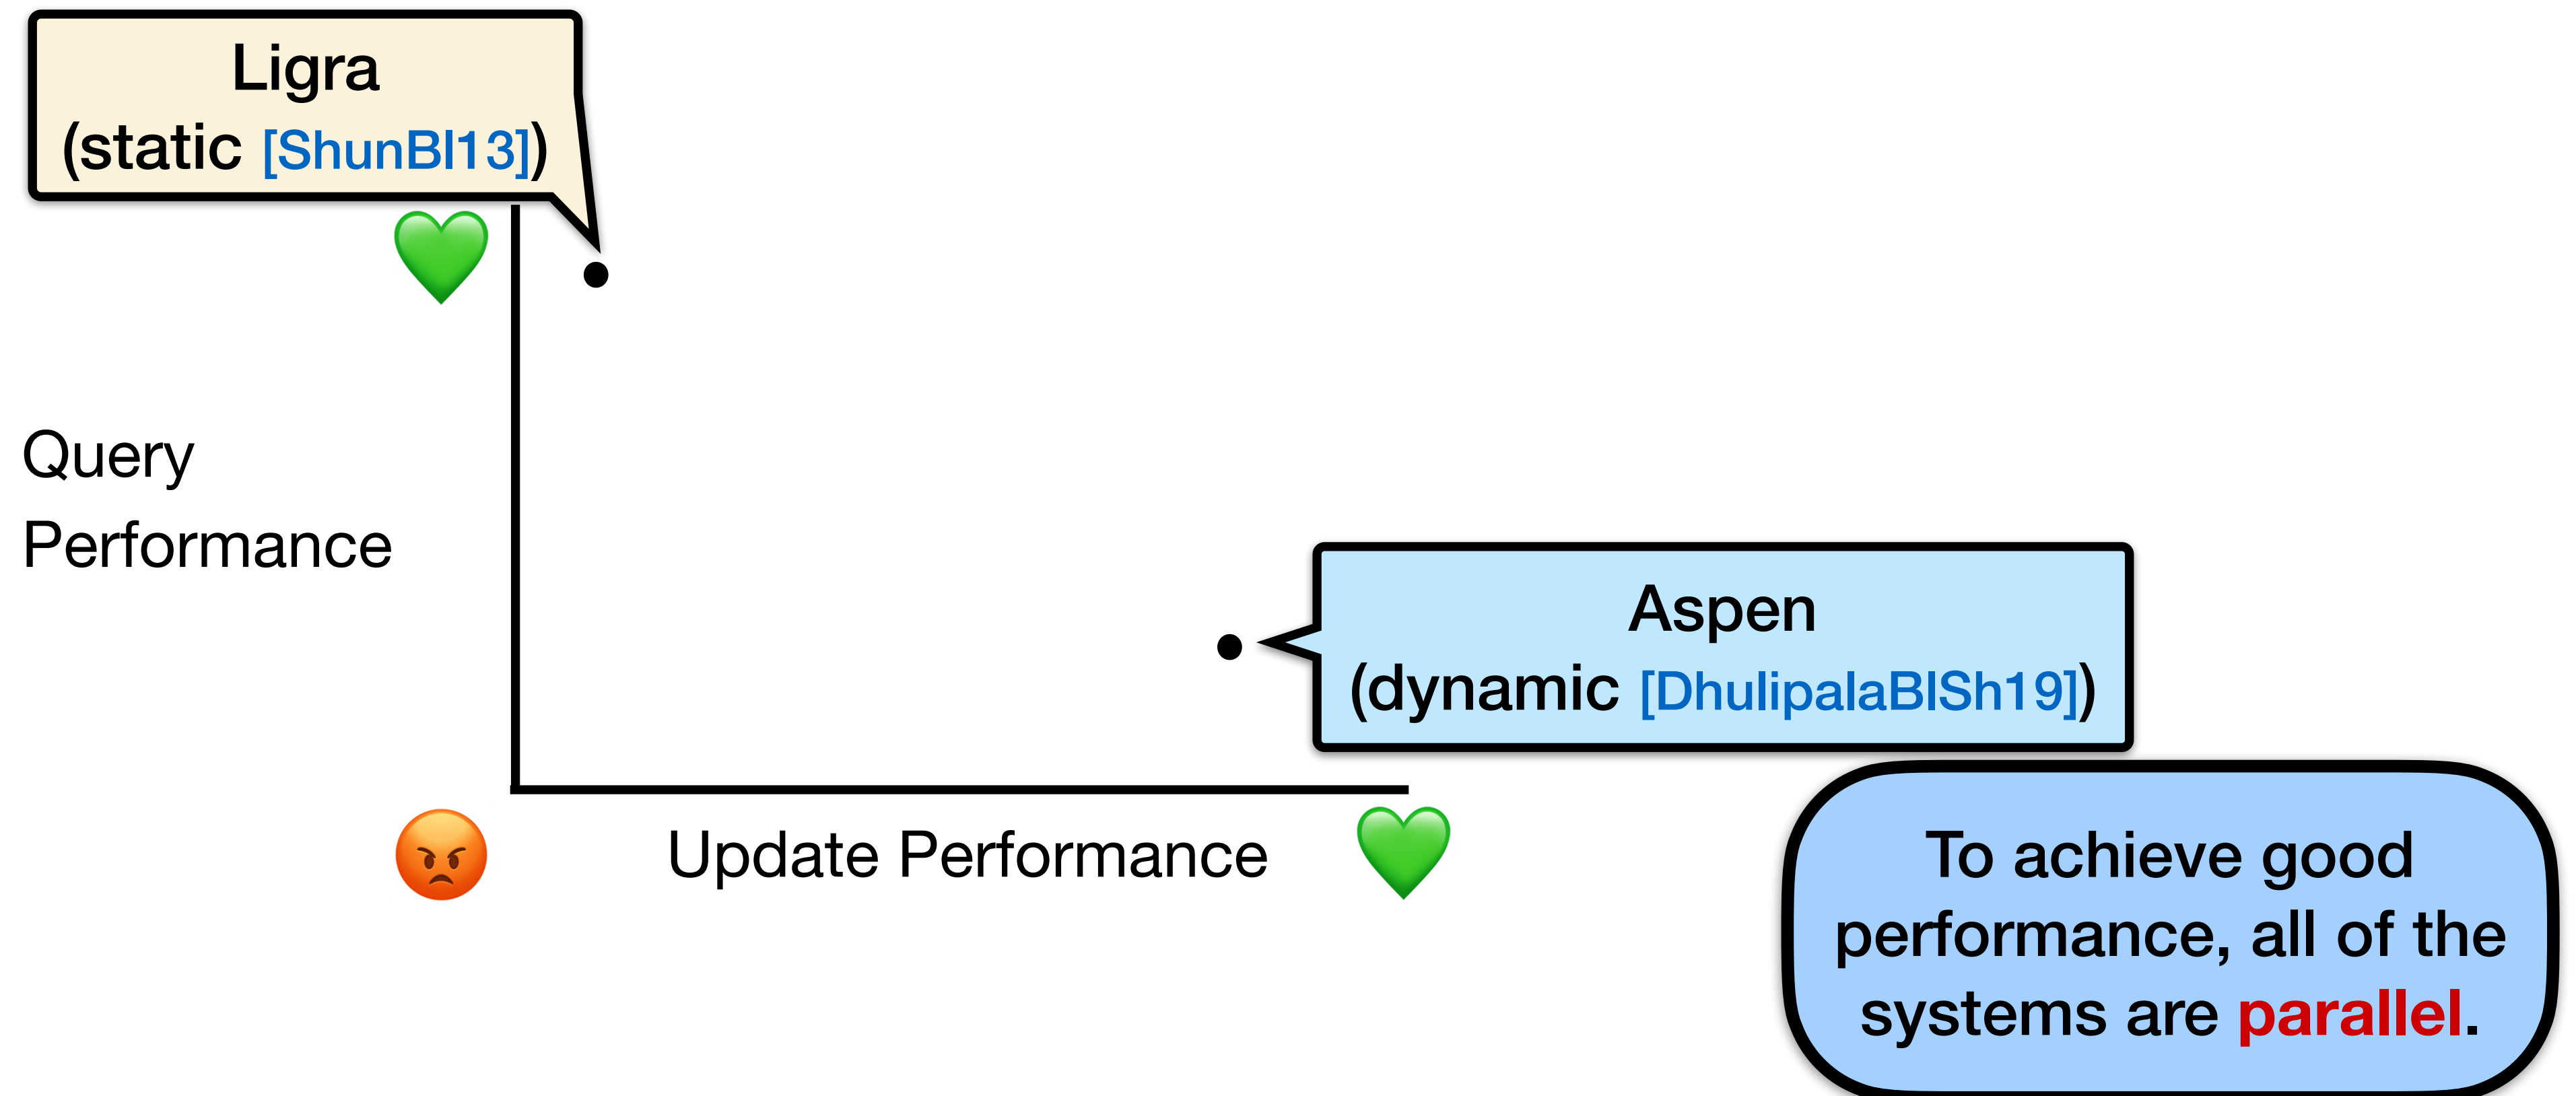 Ligra
(static [ShunBl13])
Query
Performance
Aspen
(dynamic [DhulipalaBlSh19])
Update Performance
To achieve good
performance, all of the
systems are parallel.